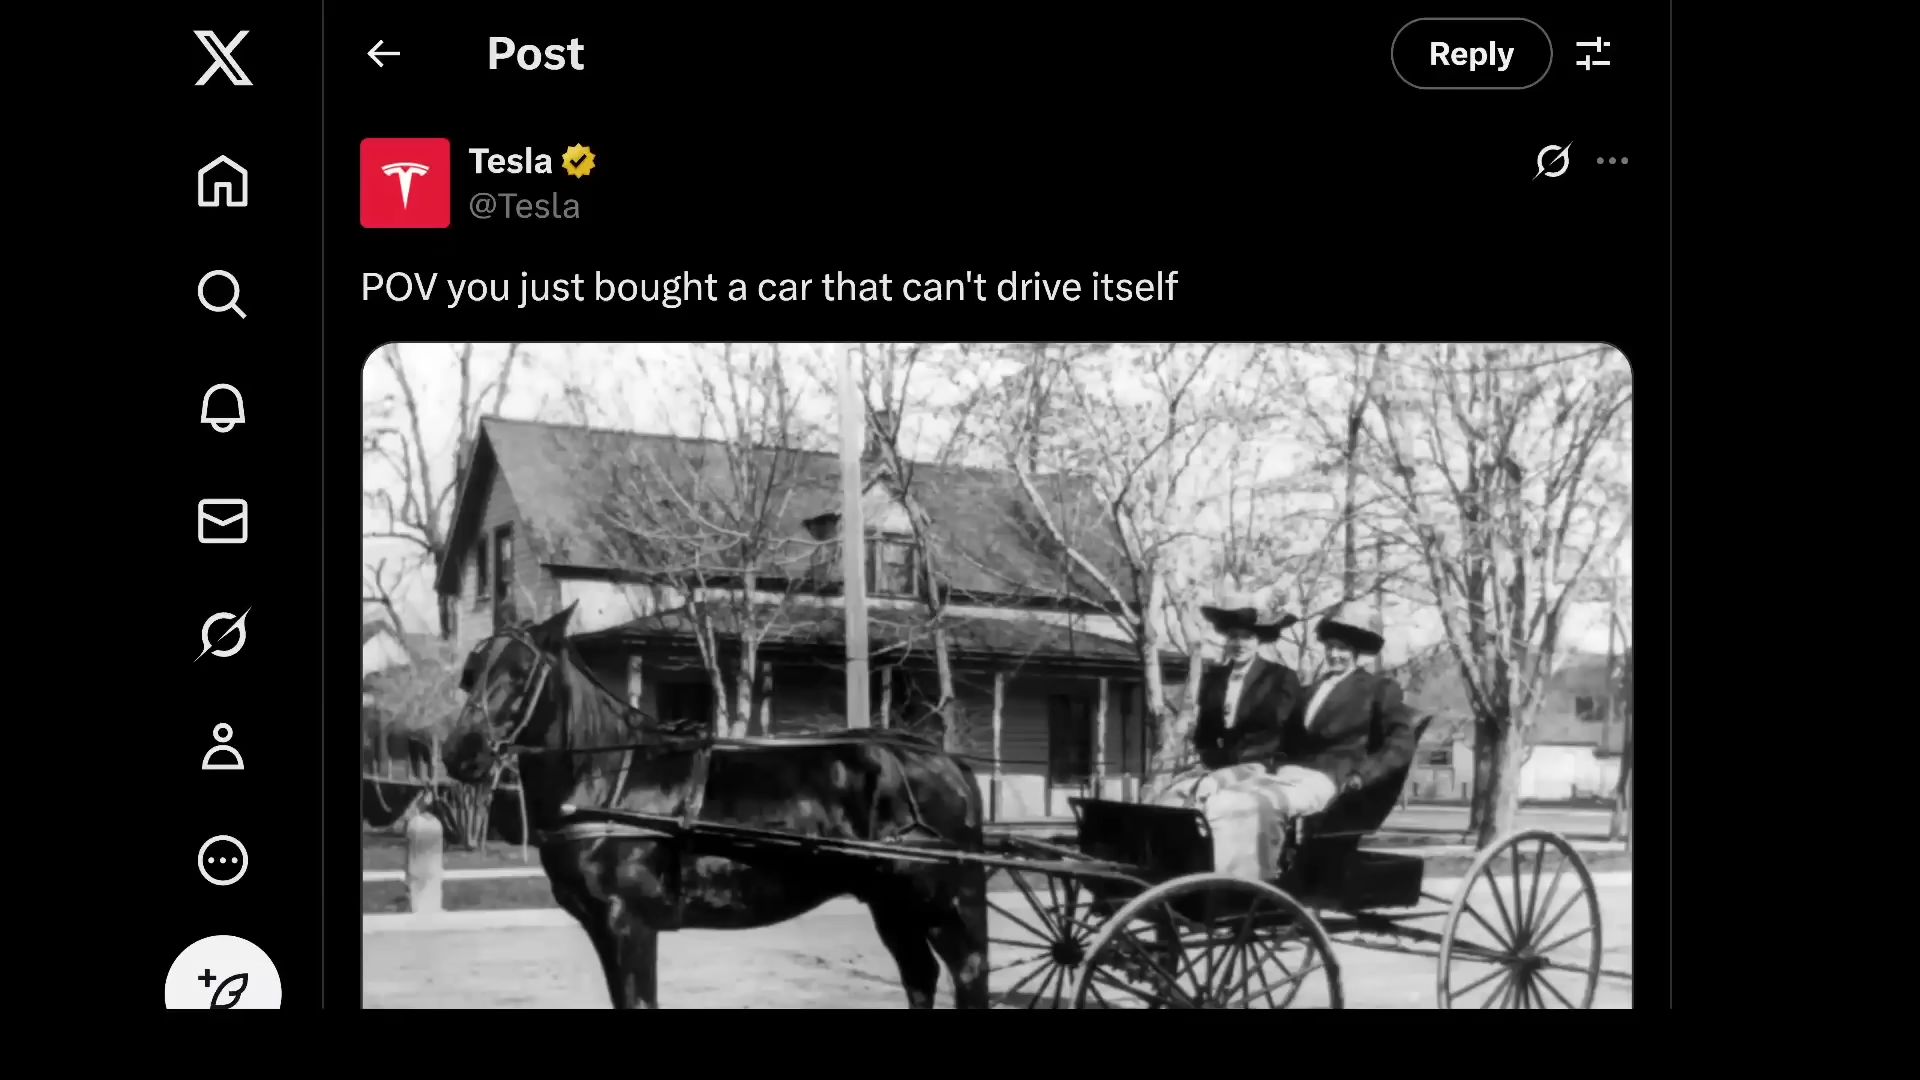 Post
Reply
Tesla
@Tesla
POV you just bought a car that can't drive itself